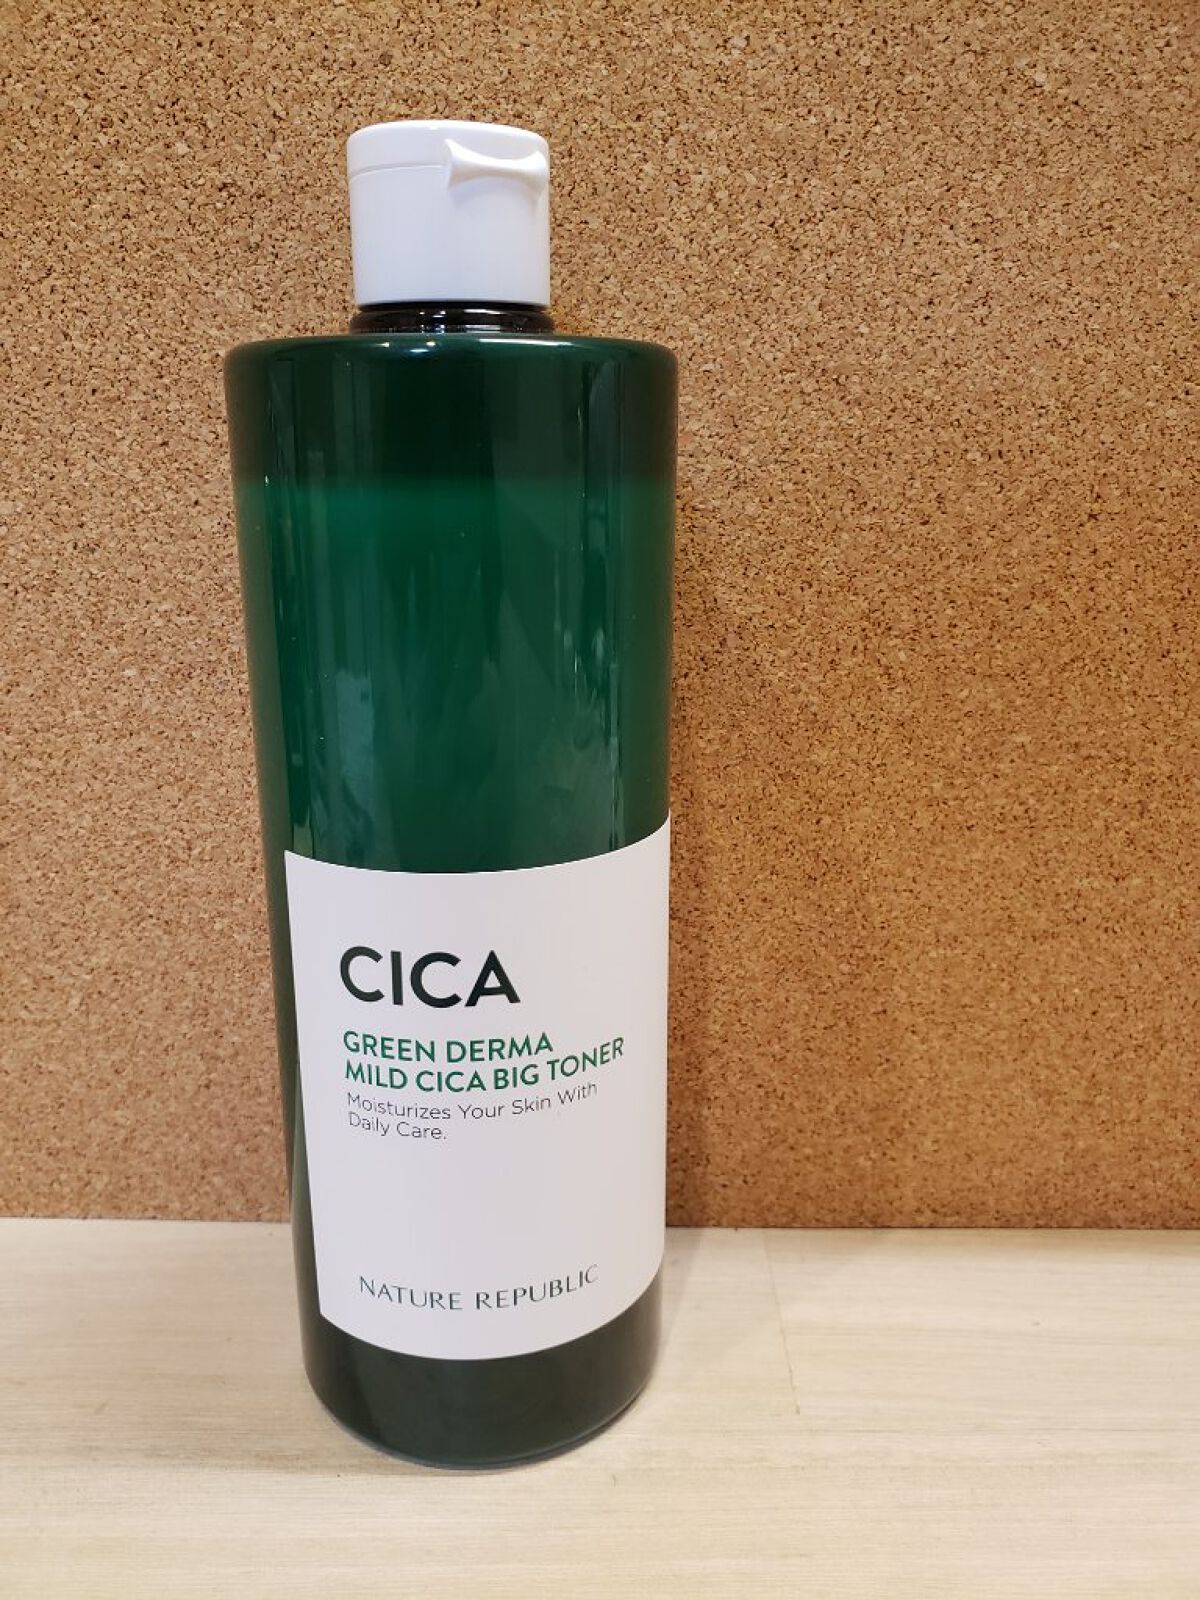 CICA
GREEN DERMA
MILD CICA BIG TONER
Moisturizes Your Skin With
Daily Care.
NATURE REPUBLIC